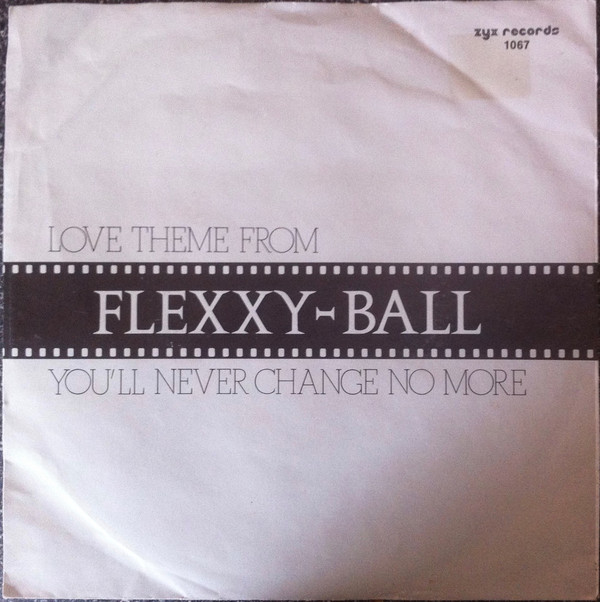 zyx records
1067
LOVE THEME FROM
FLEXXY-BALL
YOU'LL NEVER CHANGE NO MORE